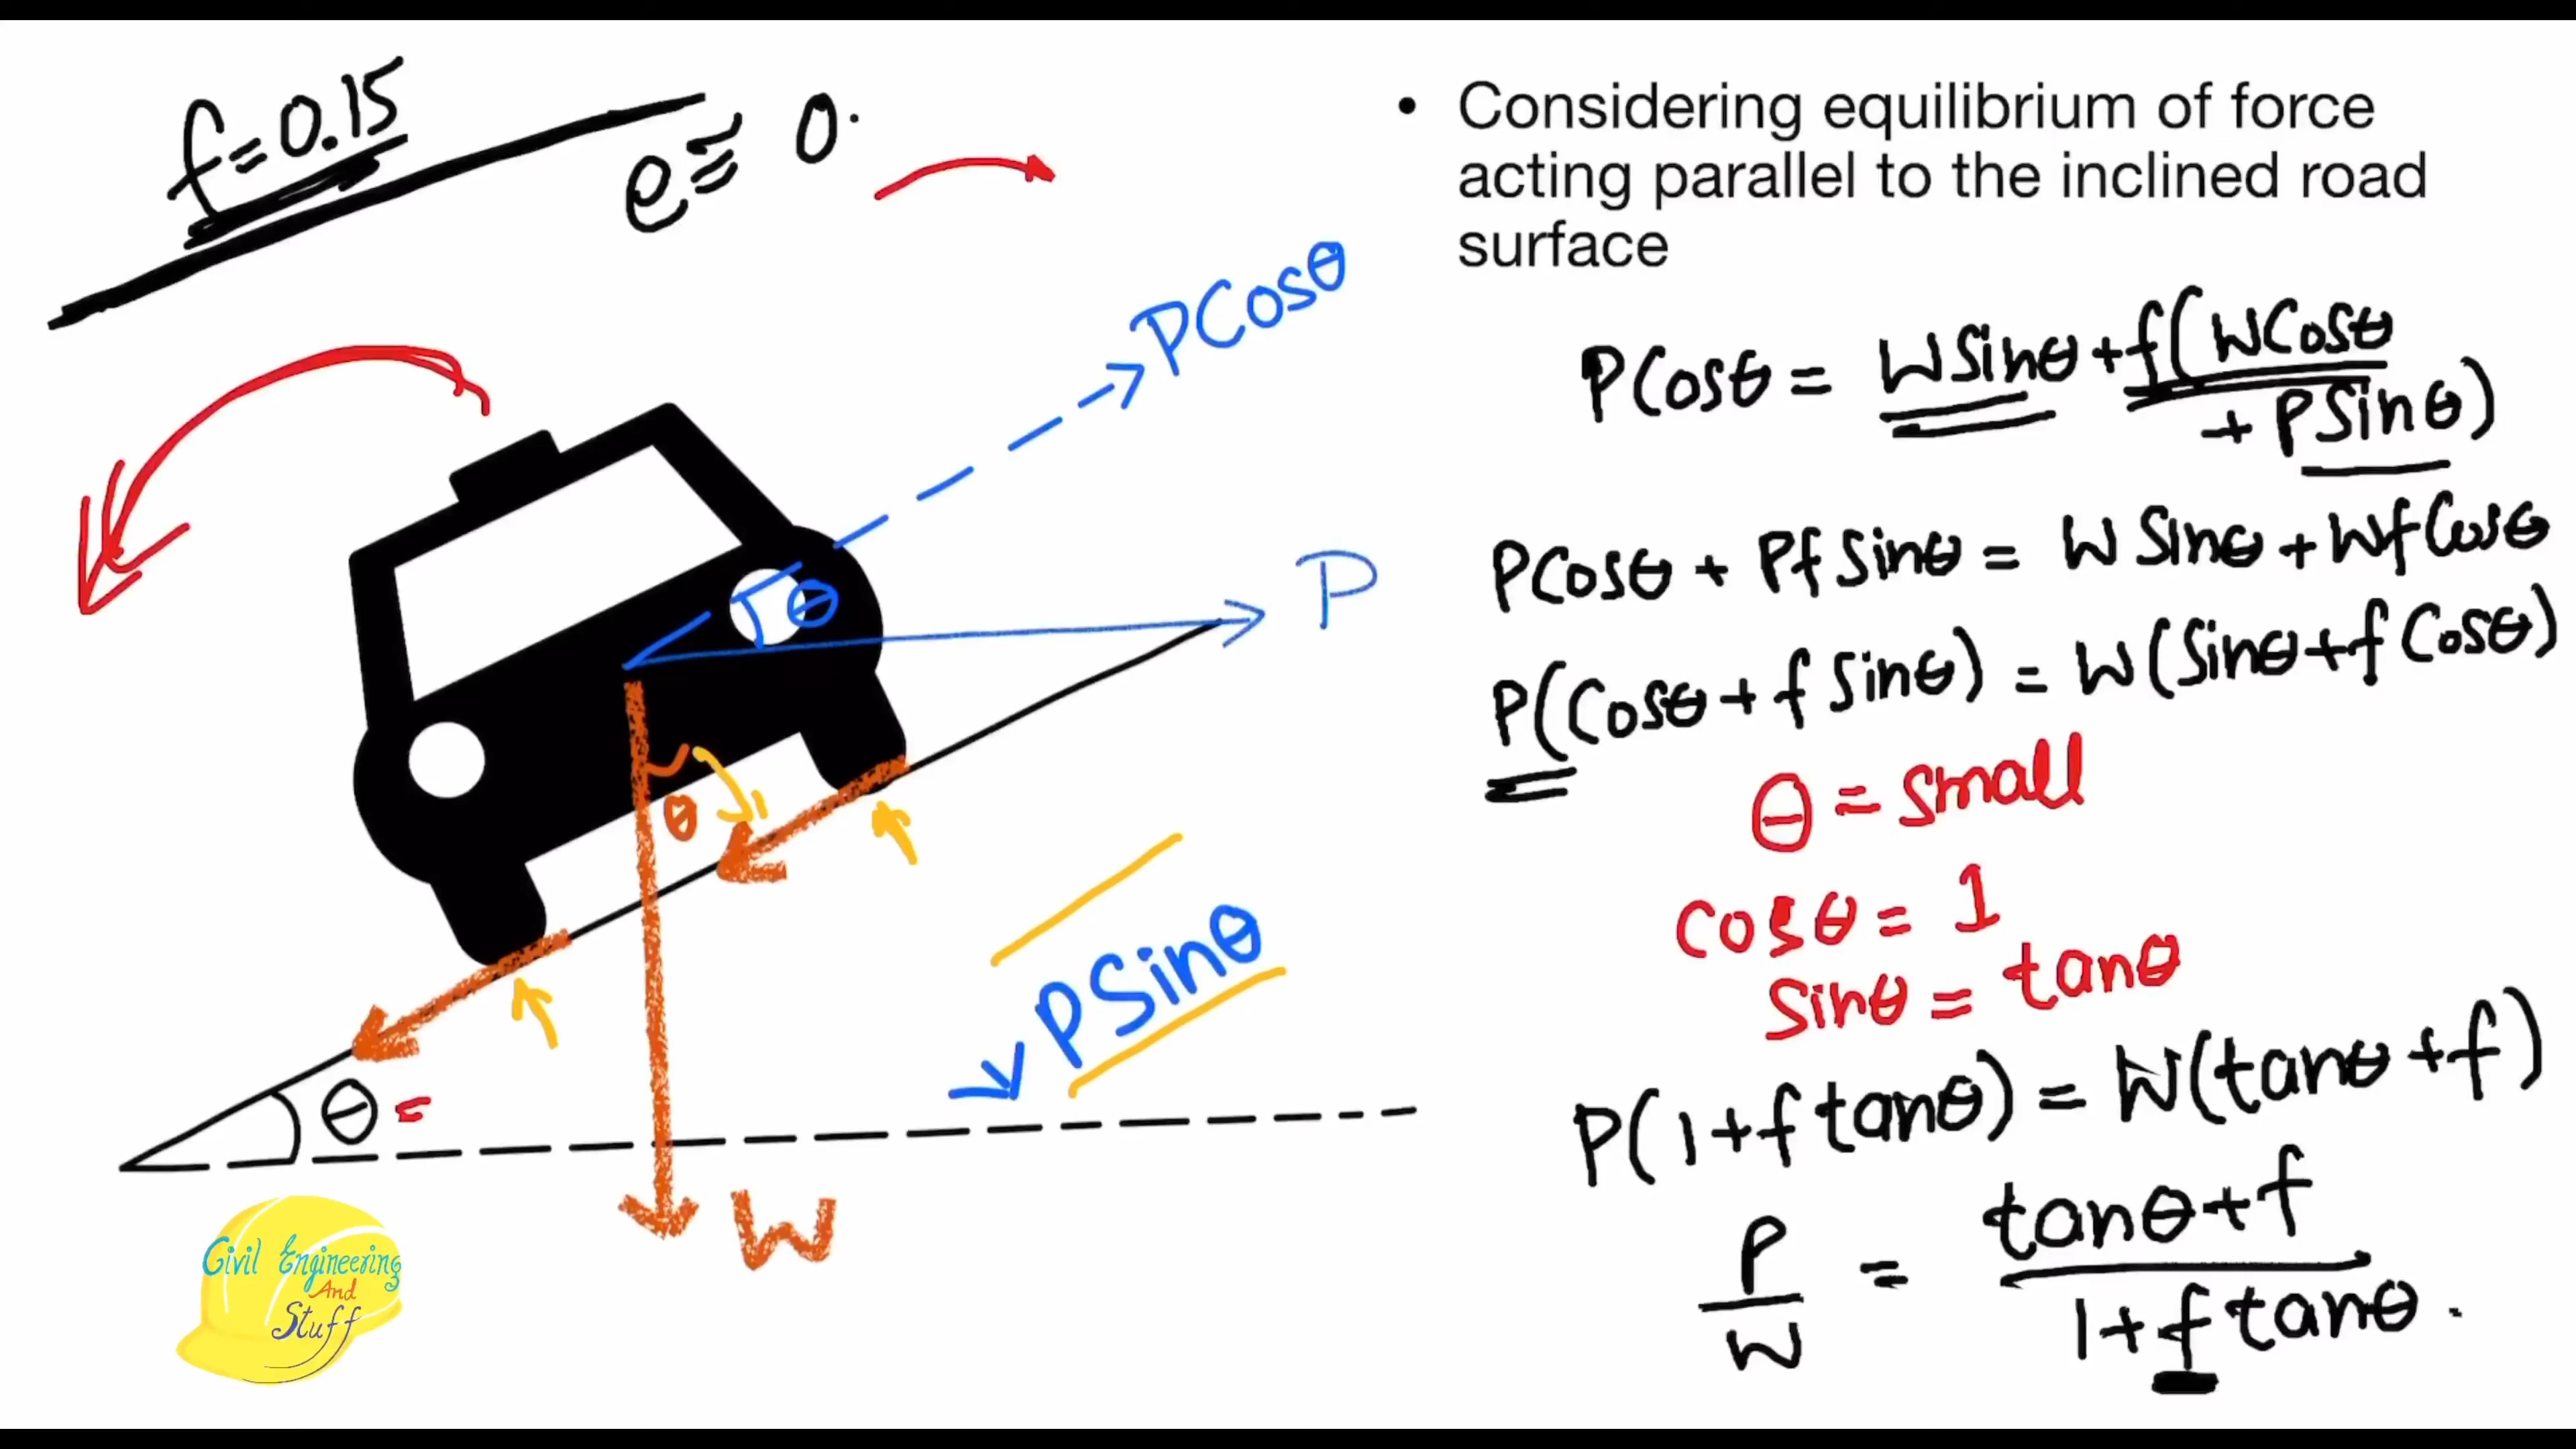 f=0.15
e ≅ 0.
PCosθ
θ
P
θ
PSinθ
θ =
W
Civil Engineering
And
Stuff
• Considering equilibrium of force
acting parallel to the inclined road
surface
PCosθ = WSinθ + f(WCosθ
+ PSinθ)
PCosθ + PfSinθ = WSinθ + WfCosθ
P(Cosθ + f Sinθ) = W(Sinθ + f Cosθ)
θ = Small
Cosθ = 1
Sinθ = tanθ
P(1+f tanθ) = W(tanθ + f)
P/W = tanθ + f / 1 + f tanθ .